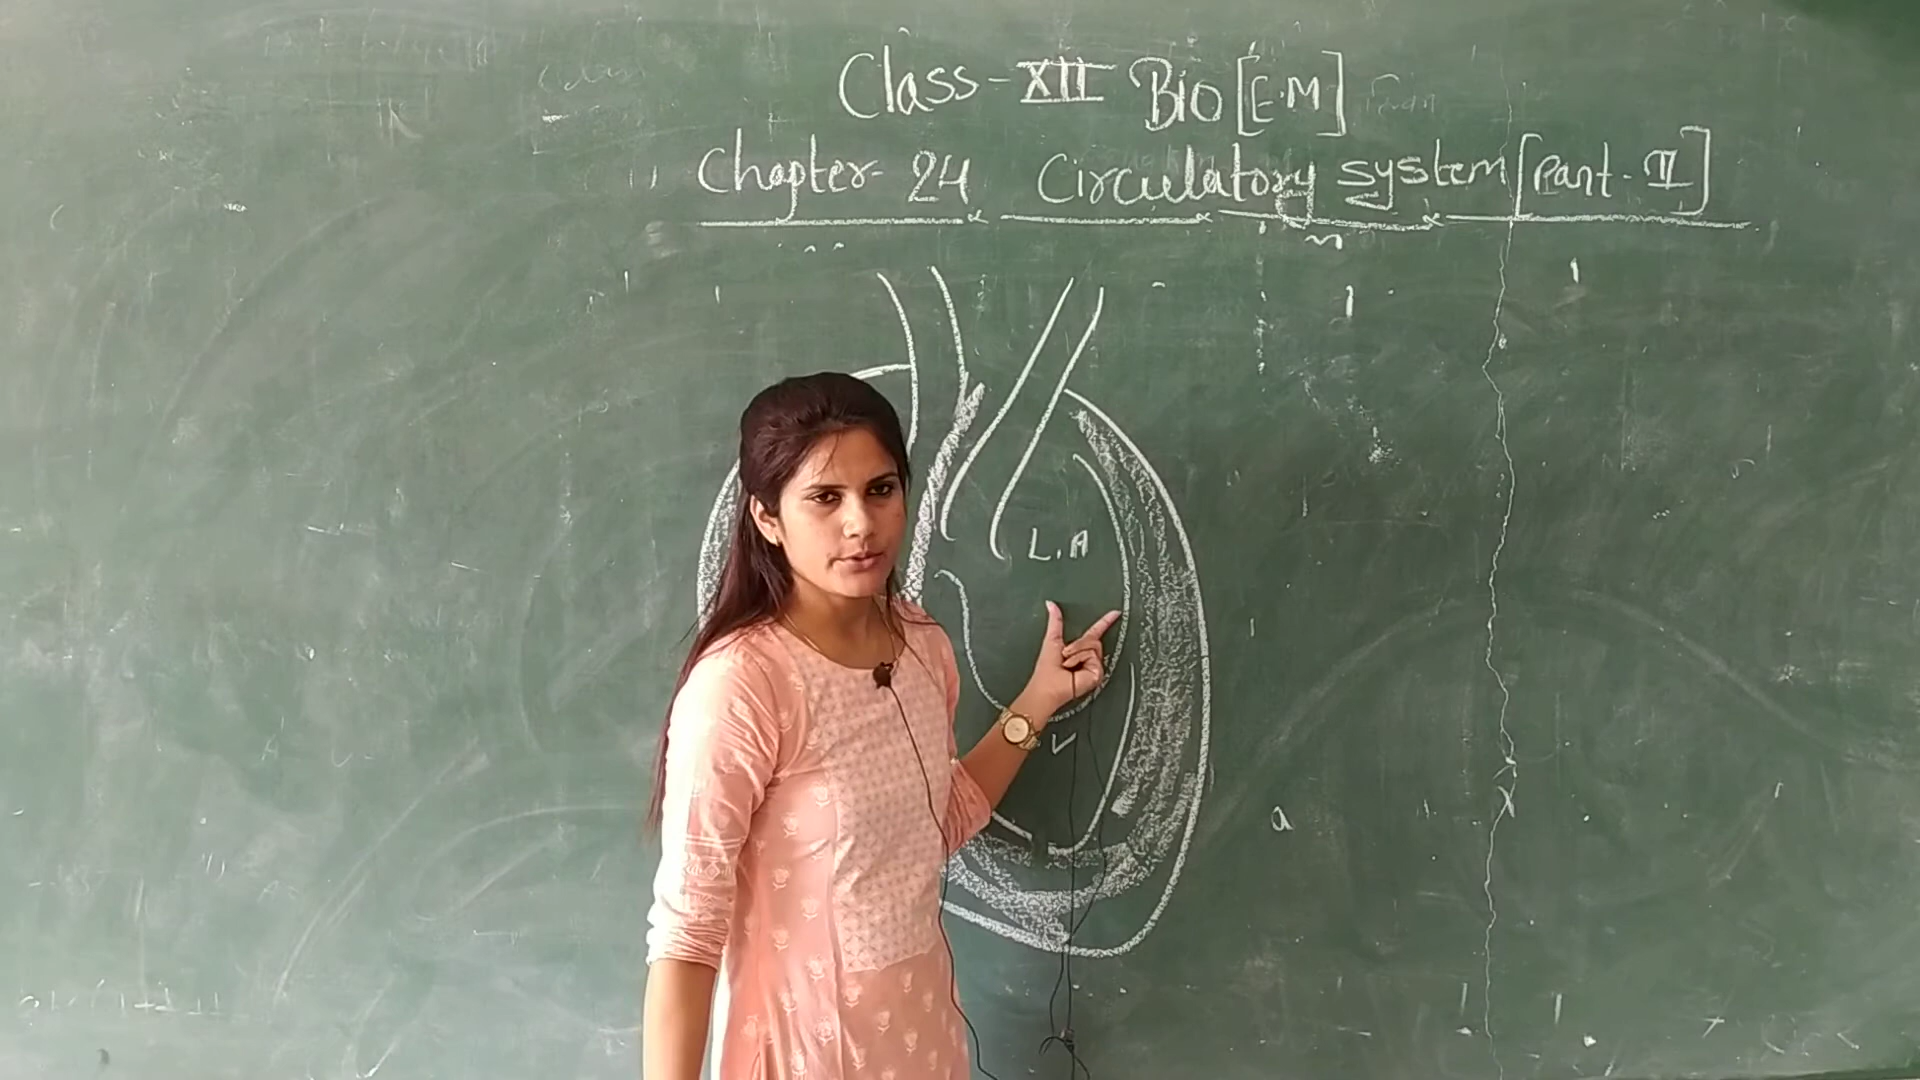 Class - XII Bio [E.M]
Chapter- 24 Circulatory system [Part - II]
L.A
V
a